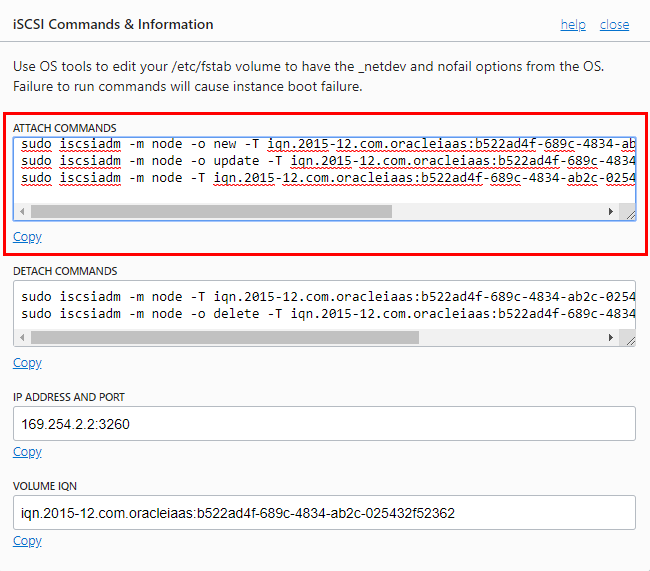 iSCSI Commands & Information
help close
Use OS tools to edit your /etc/fstab volume to have the _netdev and nofail options from the OS.
Failure to run commands will cause instance boot failure.
ATTACH COMMANDS
sudo iscsiadm -m node -o new -T iqn.2015-12.com.oracleiaas:b522ad4f-689c-4834-ab
sudo iscsiadm -m node -o update -T iqn.2015-12.com.oracleiaas:b522ad4f-689c-4834
sudo iscsiadm -m node -T iqn.2015-12.com.oracleiaas:b522ad4f-689c-4834-ab2c-0254
Copy
DETACH COMMANDS
sudo iscsiadm -m node -T iqn.2015-12.com.oracleiaas:b522ad4f-689c-4834-ab2c-0254
sudo iscsiadm -m node -o delete -T iqn.2015-12.com.oracleiaas:b522ad4f-689c-4834
Copy
IP ADDRESS AND PORT
169.254.2.2:3260
Copy
VOLUME IQN
iqn.2015-12.com.oracleiaas:b522ad4f-689c-4834-ab2c-025432f52362
Copy